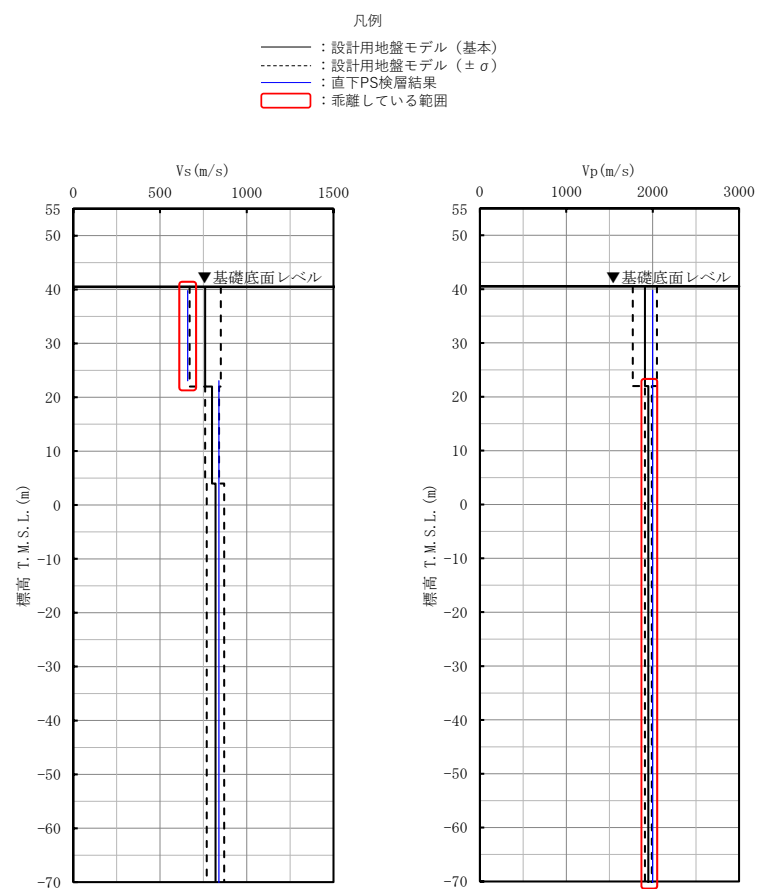 凡例
：設計用地盤モデル（基本）
：設計用地盤モデル（±σ）
：直下PS検層結果
：乖離している範囲
Vs(m/s)
0 500 1000 1500
55
50
▼基礎底面レベル
40
30
20
10
0
-10
-20
-30
-40
-50
-60
-70
標高 T.M.S.L.(m)
Vp(m/s)
0 1000 2000 3000
55
50
▼基礎底面レベル
40
30
20
10
0
-10
-20
-30
-40
-50
-60
-70
標高 T.M.S.L.(m)